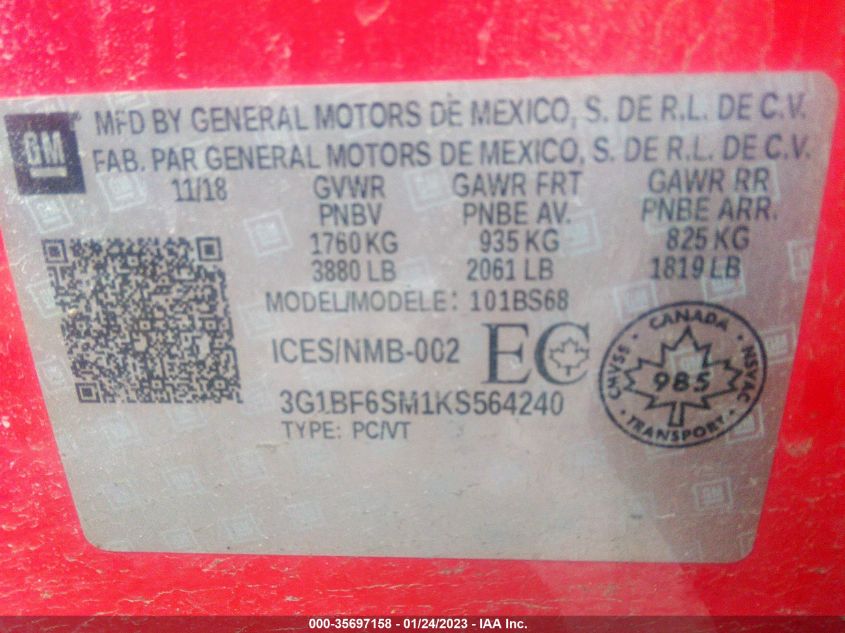 GM
MFD BY GENERAL MOTORS DE MEXICO, S. DE R.L. DE C.V.
FAB. PAR GENERAL MOTORS DE MEXICO, S. DE R.L. DE C.V.
11/18 GVWR GAWR FRT GAWR RR
PNBV PNBE AV. PNBE ARR.
1760 KG 935 KG 825 KG
3880 LB 2061 LB 1819 LB
MODEL/MODELE: 101BS68
ICES/NMB-002 EC
CANADA
CMVSS 985 NSVAC
TRANSPORT
3G1BF6SM1KS564240
TYPE: PC/VT
000-35697158 - 01/24/2023 - IAA Inc.